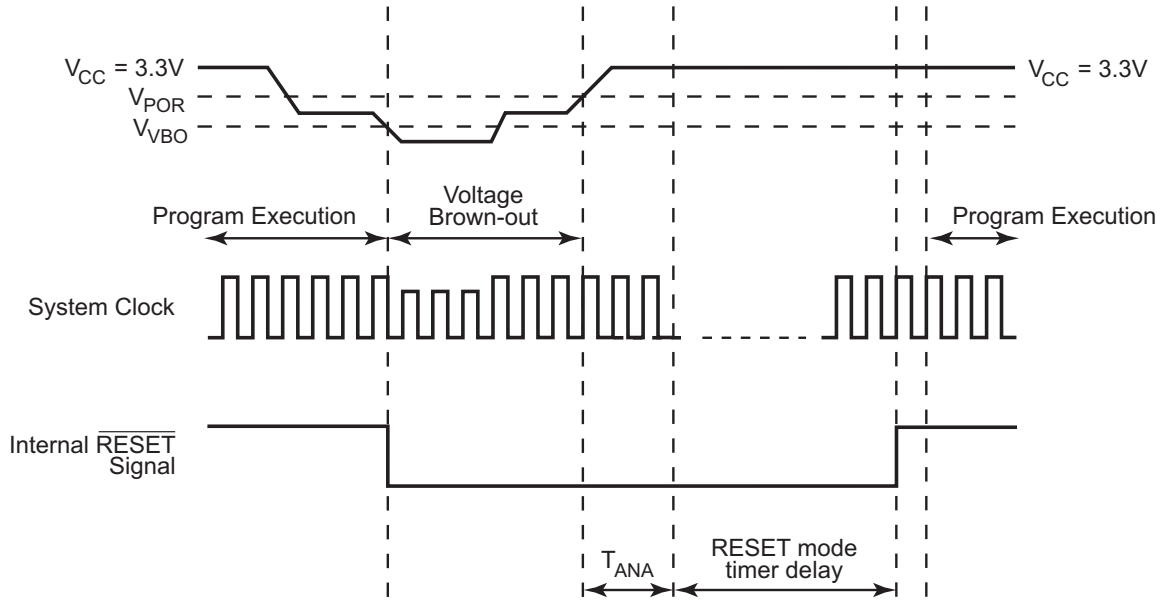 V_CC = 3.3V
V_CC = 3.3V
V_POR
V_VBO
Program Execution
Voltage
Brown-out
Program Execution
System Clock
Internal R̅E̅S̅E̅T̅
Signal
T_ANA
RESET mode
timer delay